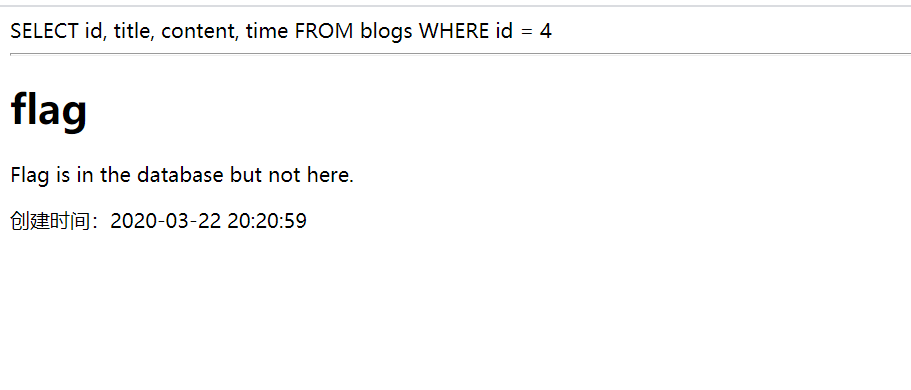 SELECT id, title, content, time FROM blogs WHERE id = 4
flag
Flag is in the database but not here.
创建时间：2020-03-22 20:20:59